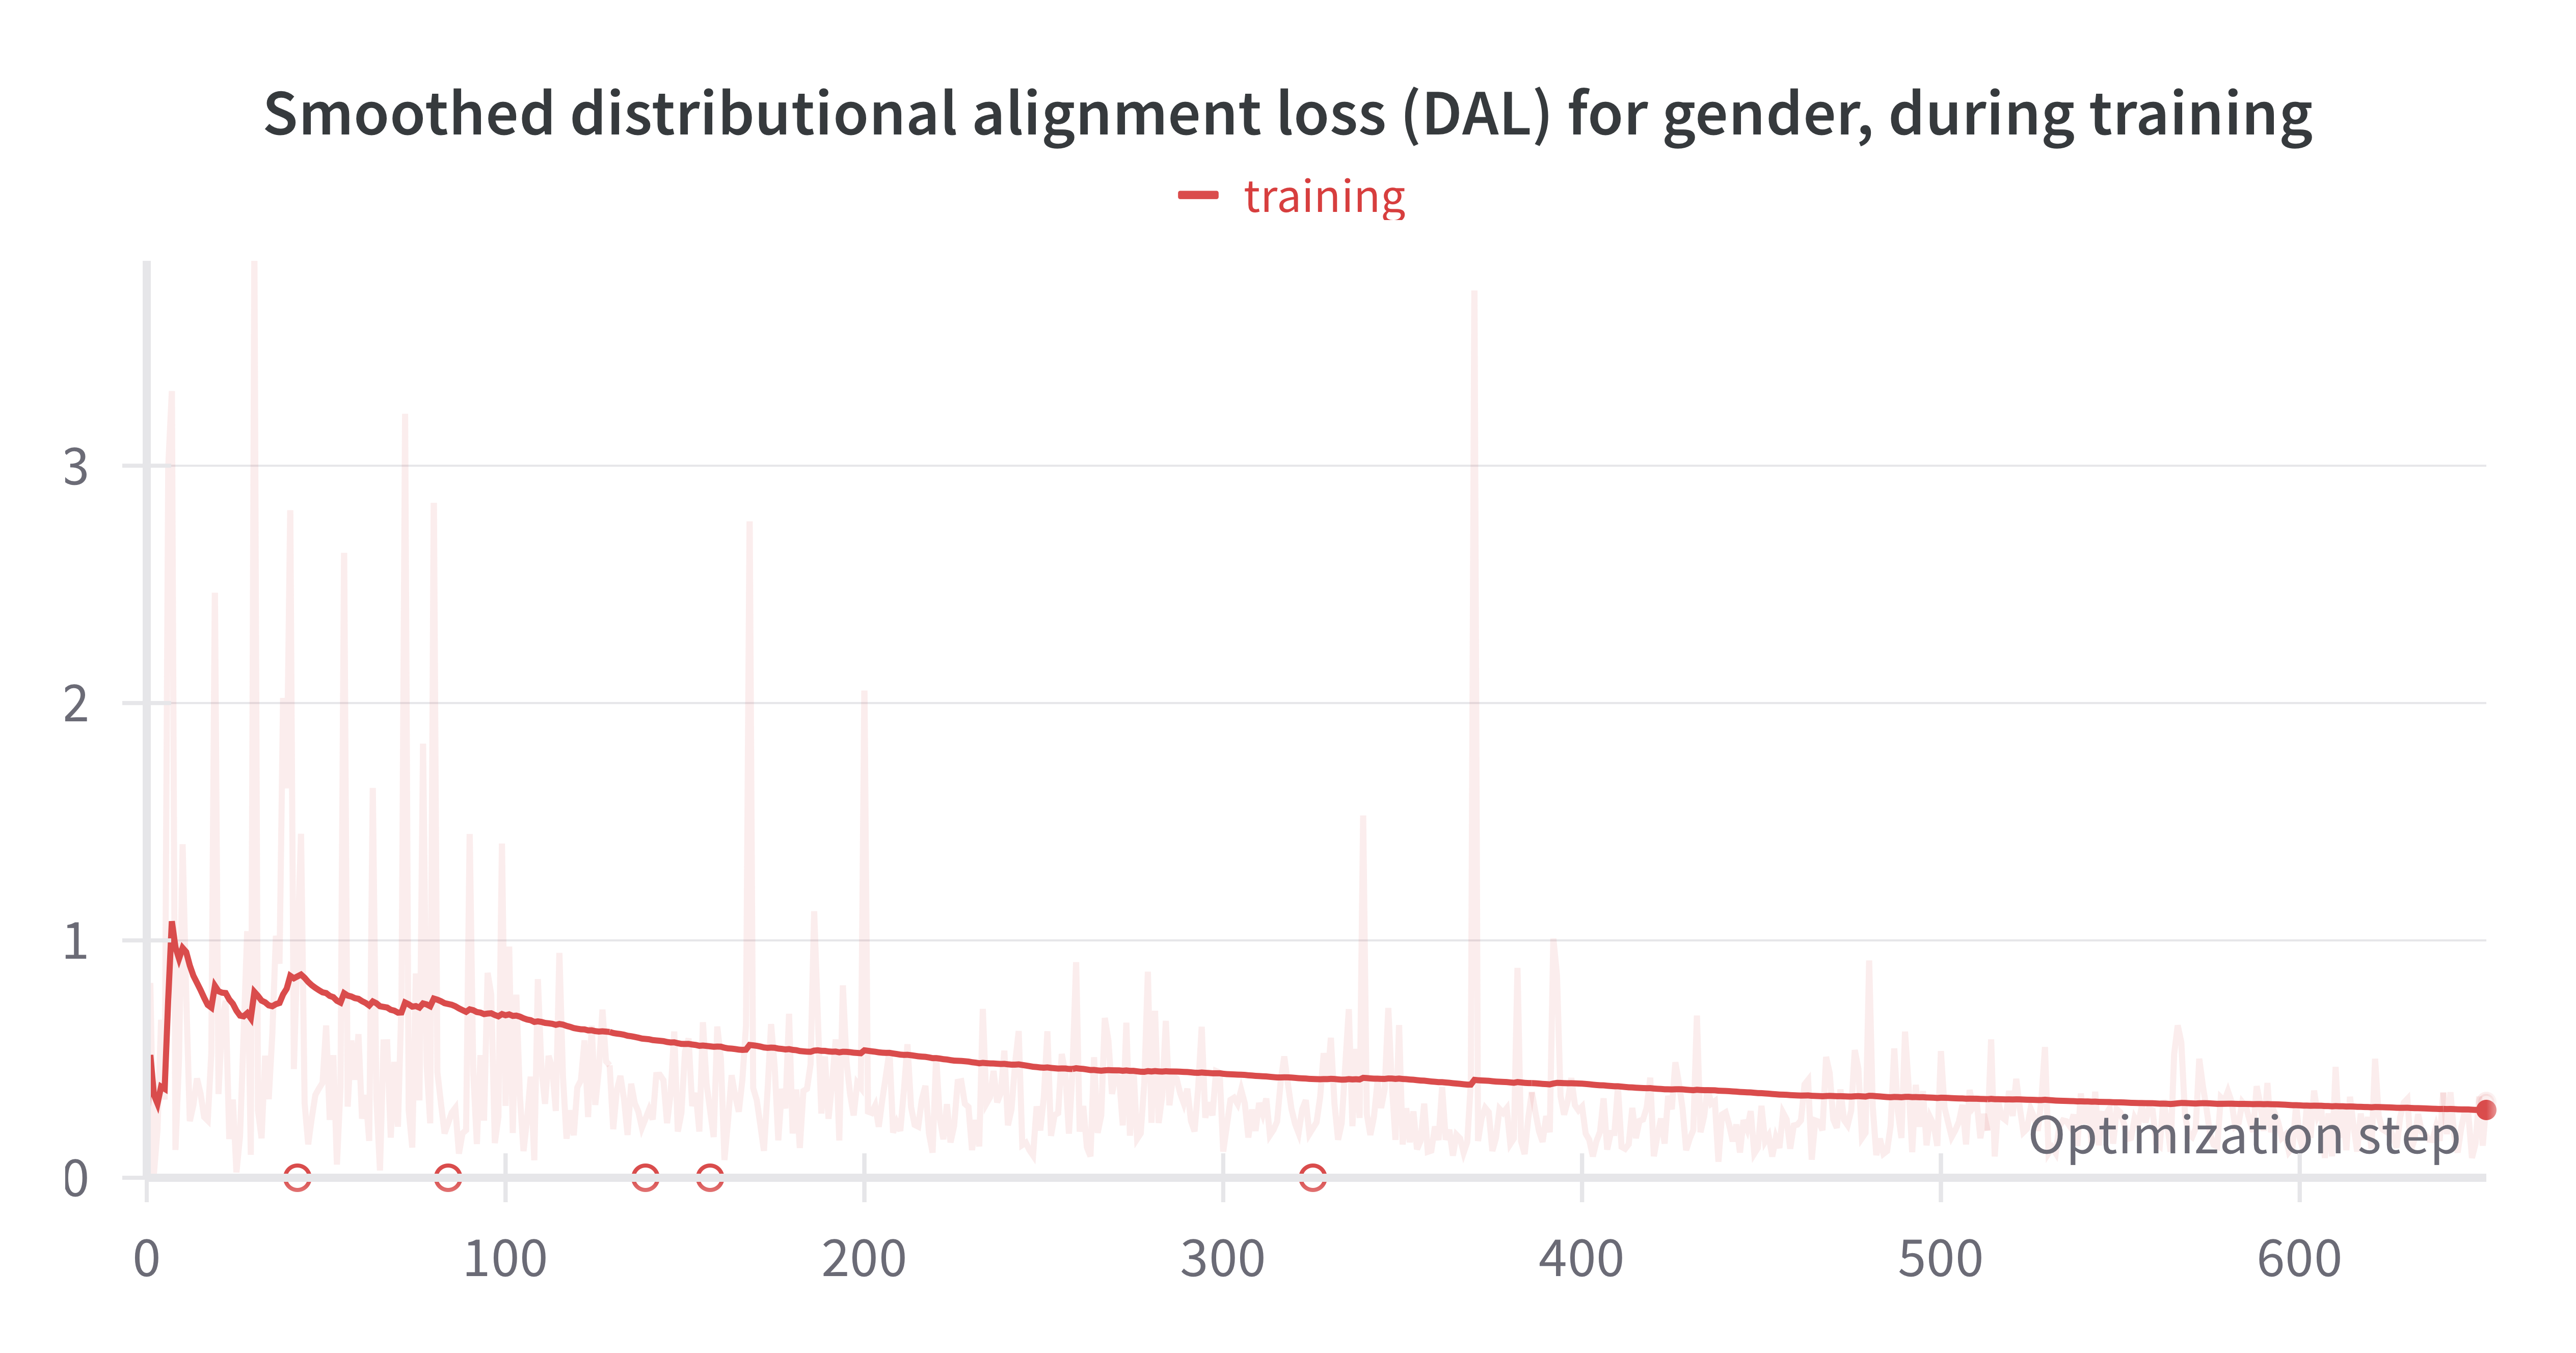 Smoothed distributional alignment loss (DAL) for gender, during training
training
3
2
1
0
Optimization step
0 100 200 300 400 500 600